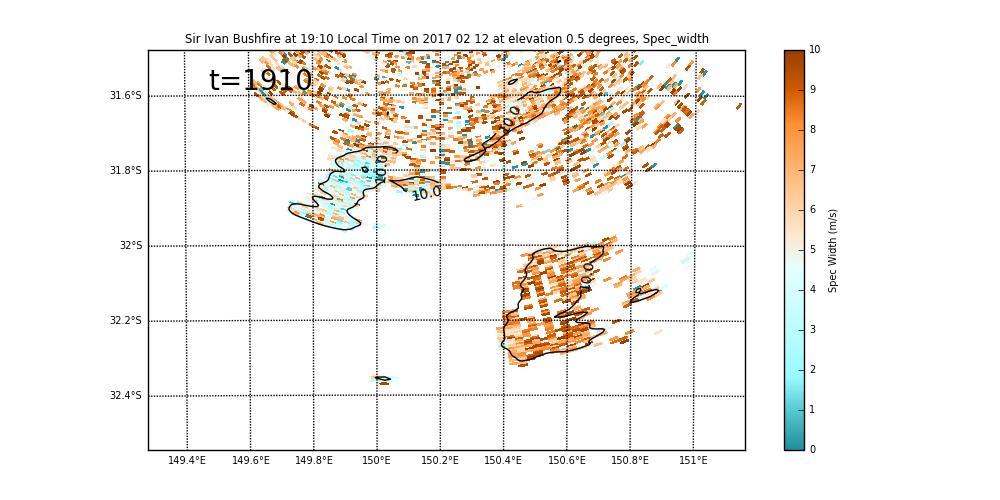 Sir Ivan Bushfire at 19:10 Local Time on 2017 02 12 at elevation 0.5 degrees, Spec_width
t=1910
31.6°S
31.8°S
32°S
32.2°S
32.4°S
10.0
10.0
10.0
10.0
149.4°E 149.6°E 149.8°E 150°E 150.2°E 150.4°E 150.6°E 150.8°E 151°E
10
9
8
7
6
5
4
3
2
1
0
Spec Width (m/s)